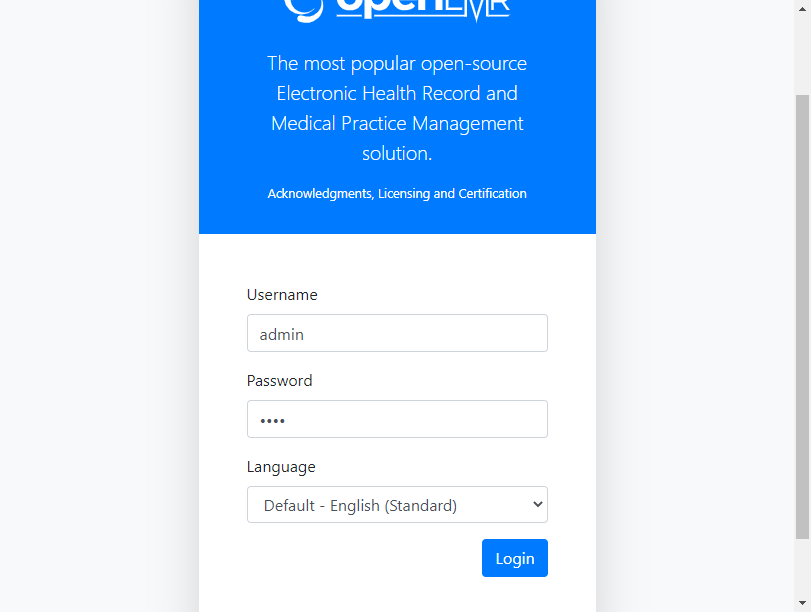 openEMR
The most popular open-source
Electronic Health Record and
Medical Practice Management
solution.
Acknowledgments, Licensing and Certification
Username
admin
Password
••••
Language
Default - English (Standard)
Login